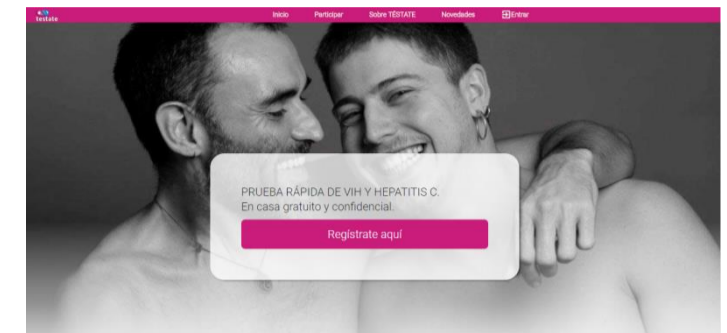 testate
Inicio Participar Sobre TÉSTATE Novedades Entrar
PRUEBA RÁPIDA DE VIH Y HEPATITIS C.
En casa gratuito y confidencial.
Regístrate aquí